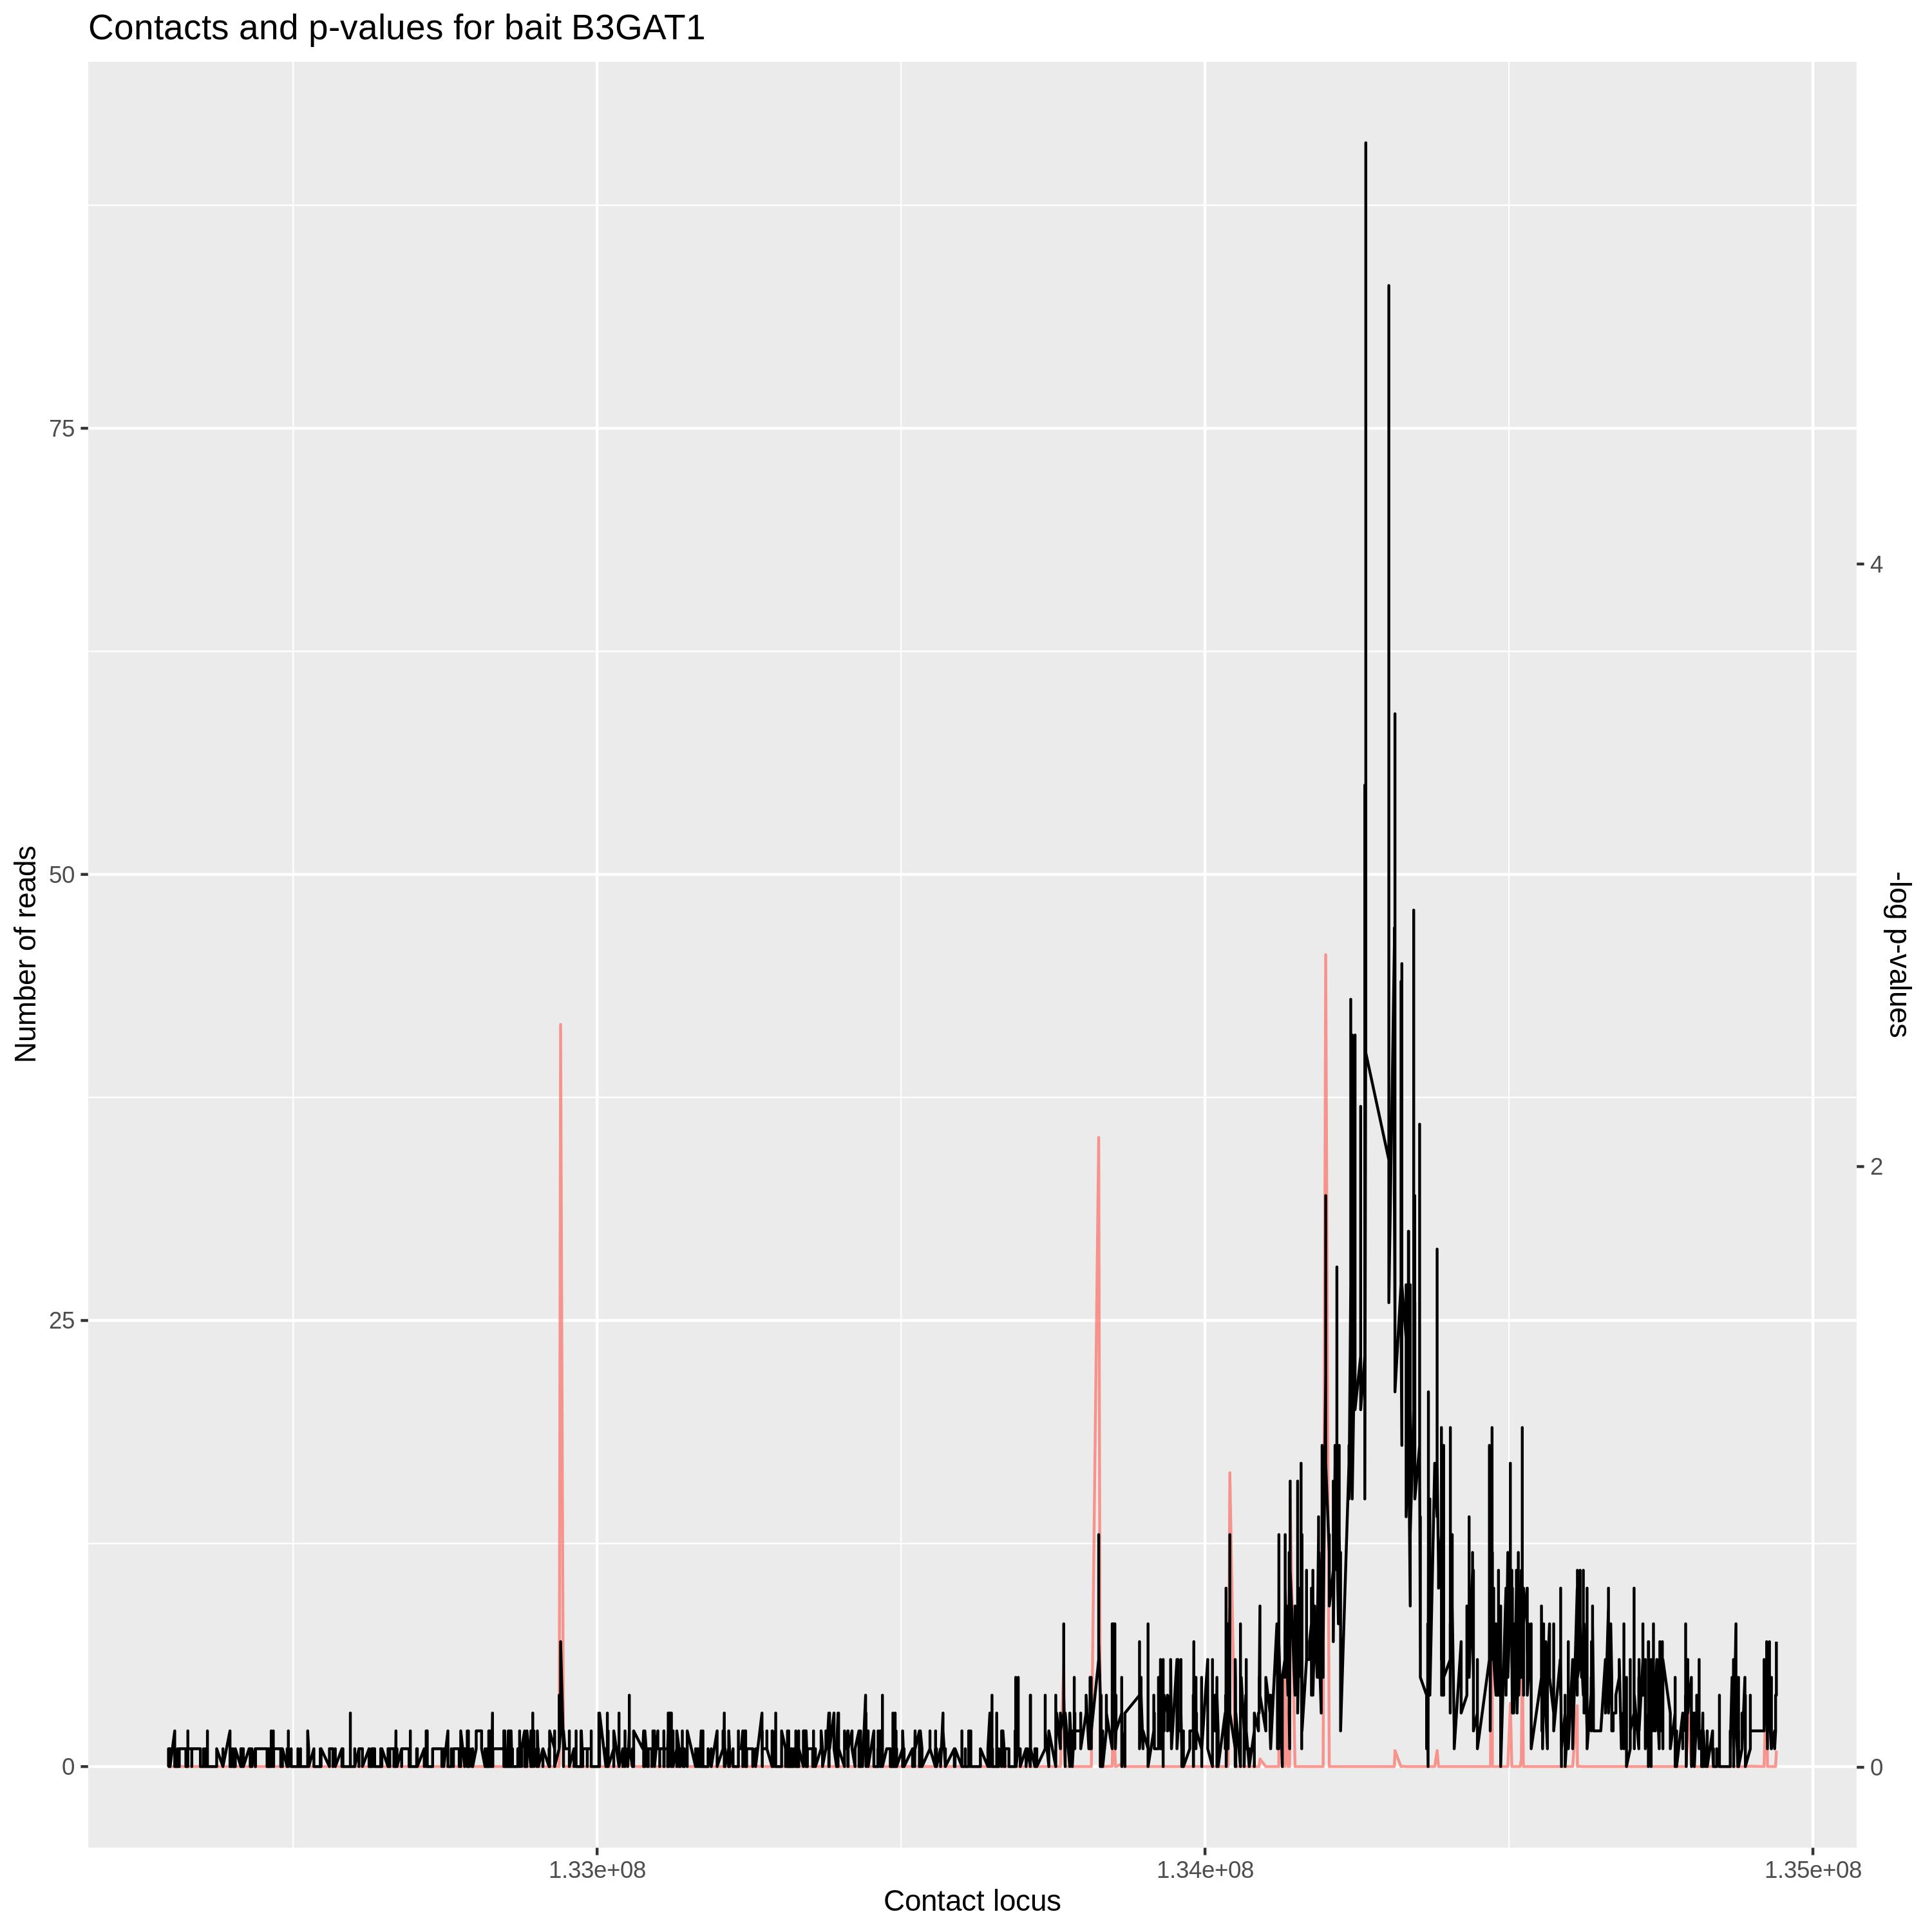 Contacts and p-values for bait B3GAT1
Number of reads
75
50
25
0
4
2
0
-log p-values
1.33e+08
1.34e+08
1.35e+08
Contact locus